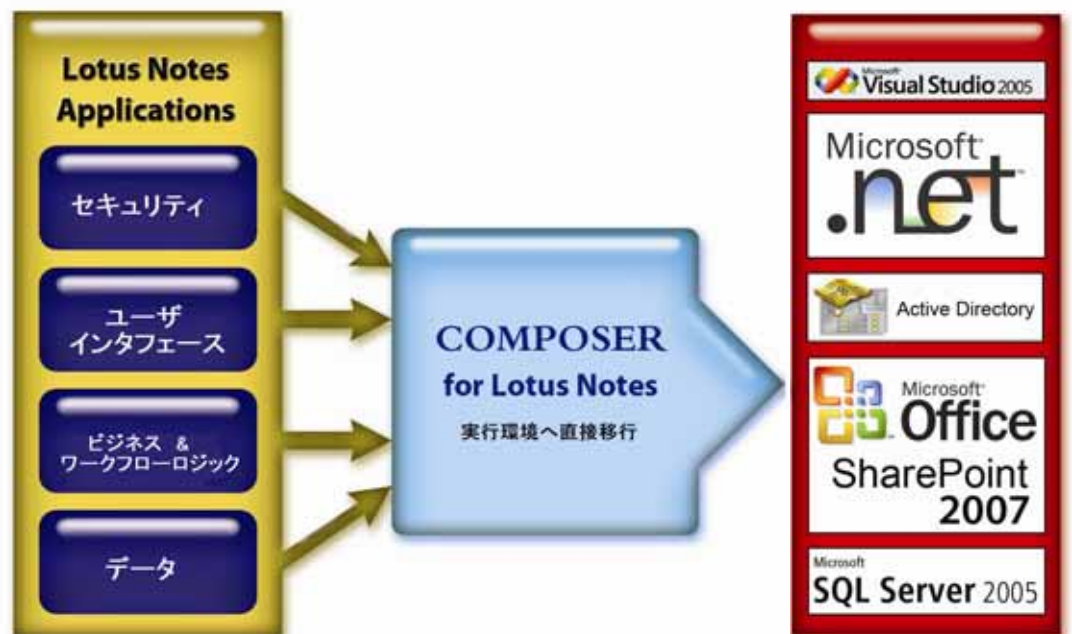 Lotus Notes
Applications
セキュリティ
ユーザ
インタフェース
ビジネス &
ワークフローロジック
データ
COMPOSER
for Lotus Notes
実行環境へ直接移行
Microsoft
Visual Studio 2005
Microsoft
.net
Active Directory
Microsoft
Office
SharePoint
2007
Microsoft
SQL Server 2005